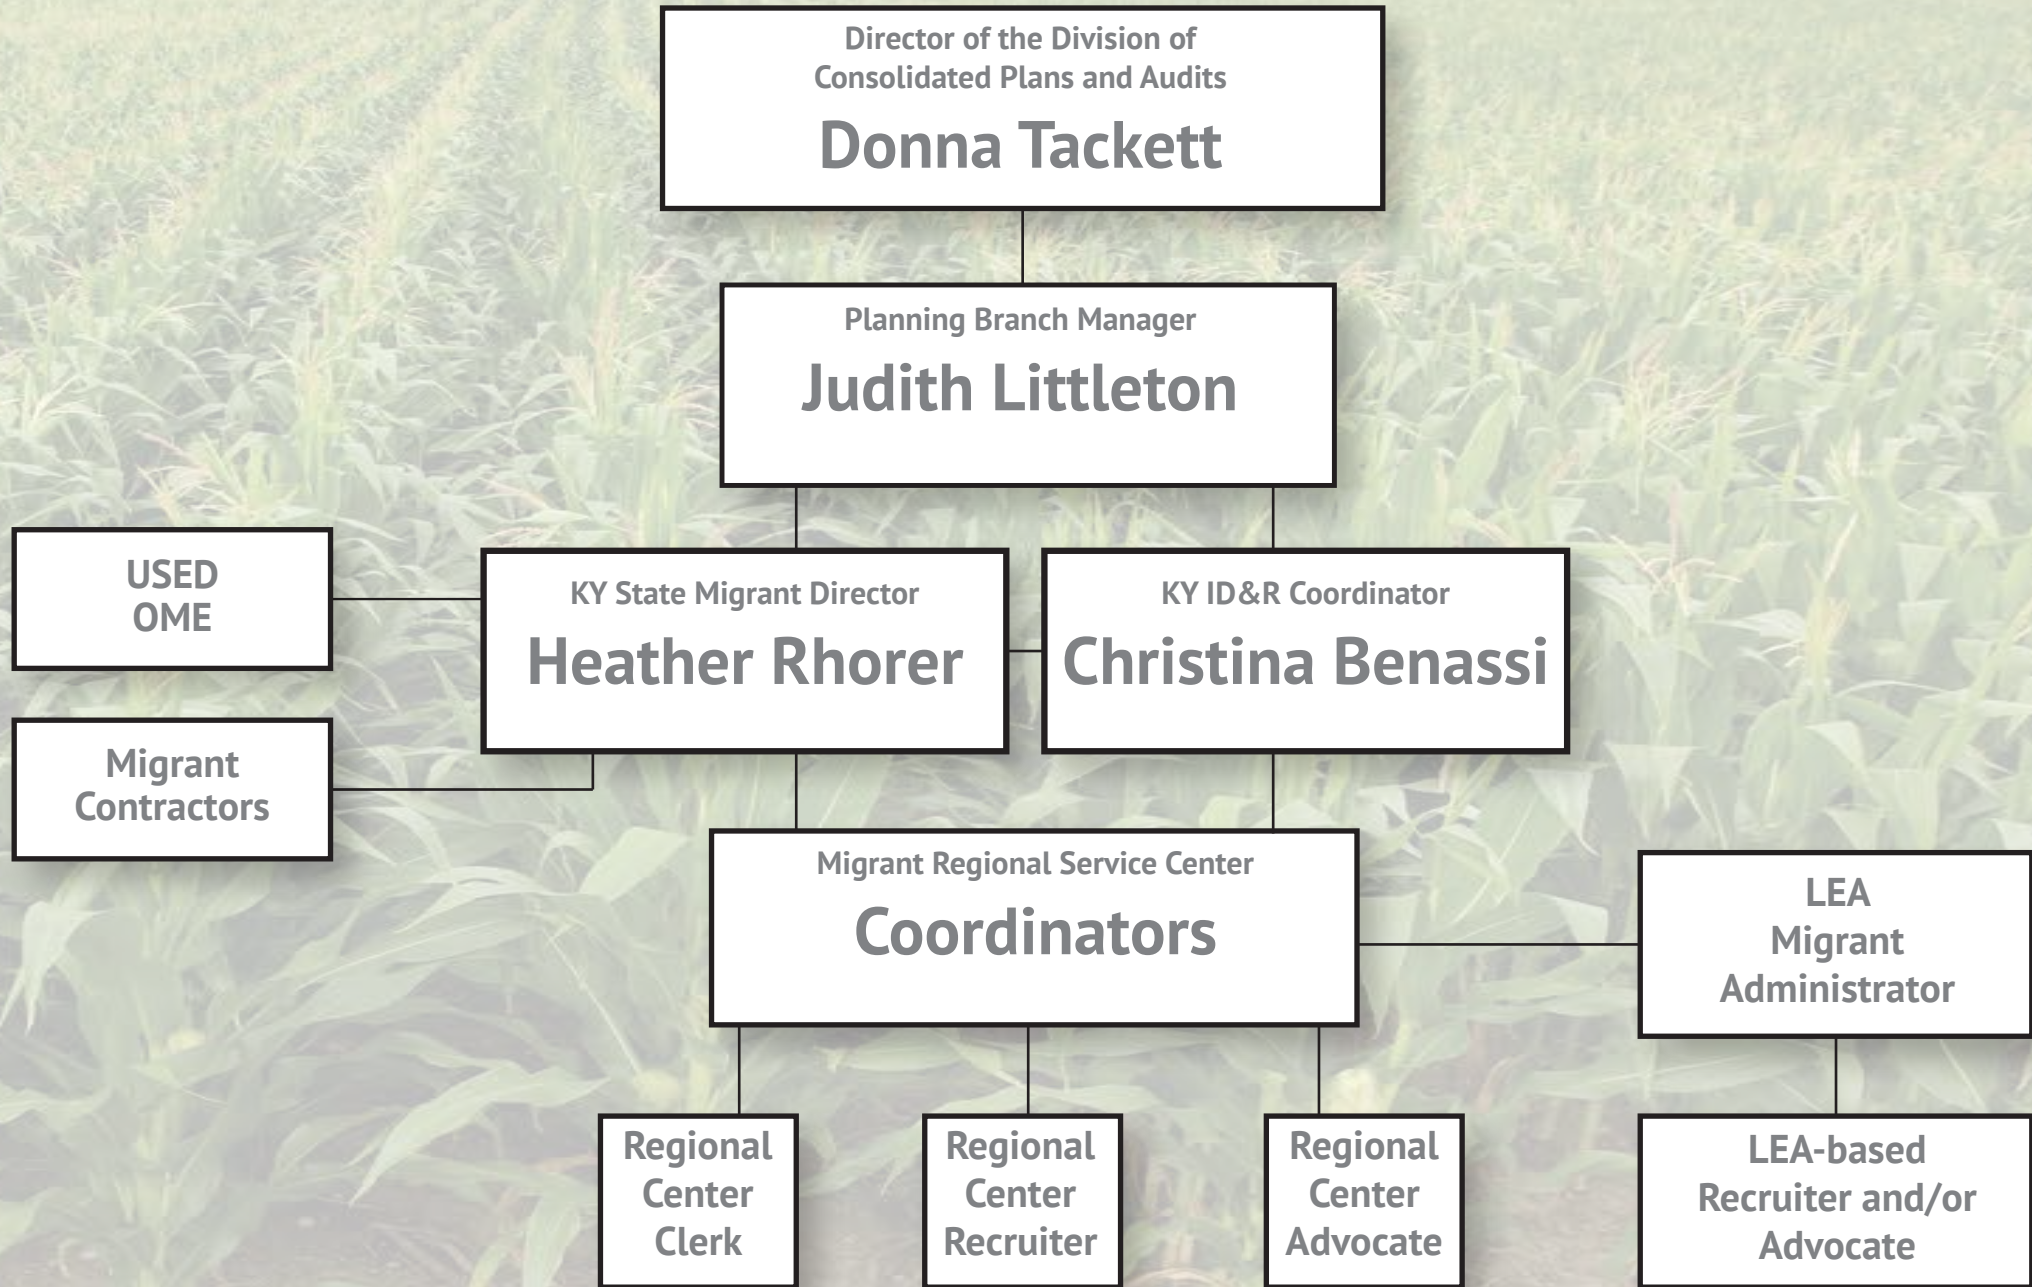 Director of the Division of
Consolidated Plans and Audits
Donna Tackett
Planning Branch Manager
Judith Littleton
USED
OME
KY State Migrant Director
Heather Rhorer
KY ID&R Coordinator
Christina Benassi
Migrant
Contractors
Migrant Regional Service Center
Coordinators
LEA
Migrant
Administrator
Regional
Center
Clerk
Regional
Center
Recruiter
Regional
Center
Advocate
LEA-based
Recruiter and/or
Advocate